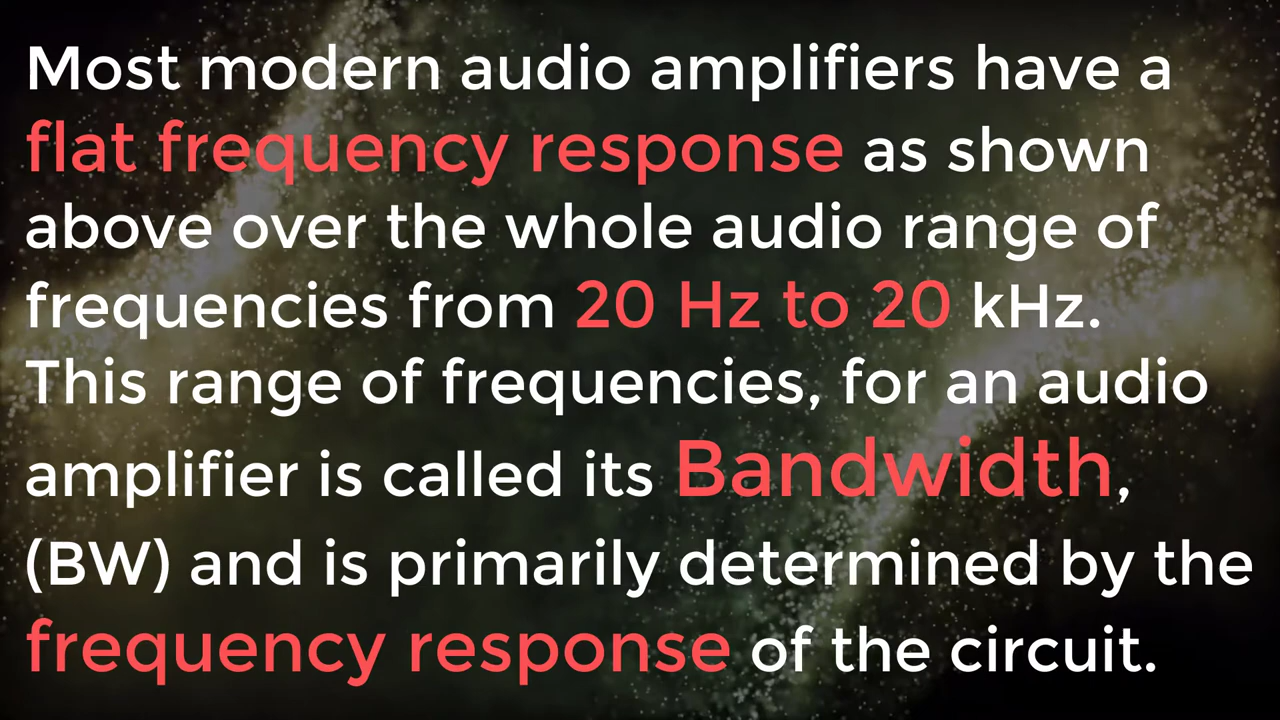 Most modern audio amplifiers have a
flat frequency response as shown
above over the whole audio range of
frequencies from 20 Hz to 20 kHz.
This range of frequencies, for an audio
amplifier is called its Bandwidth,
(BW) and is primarily determined by the
frequency response of the circuit.